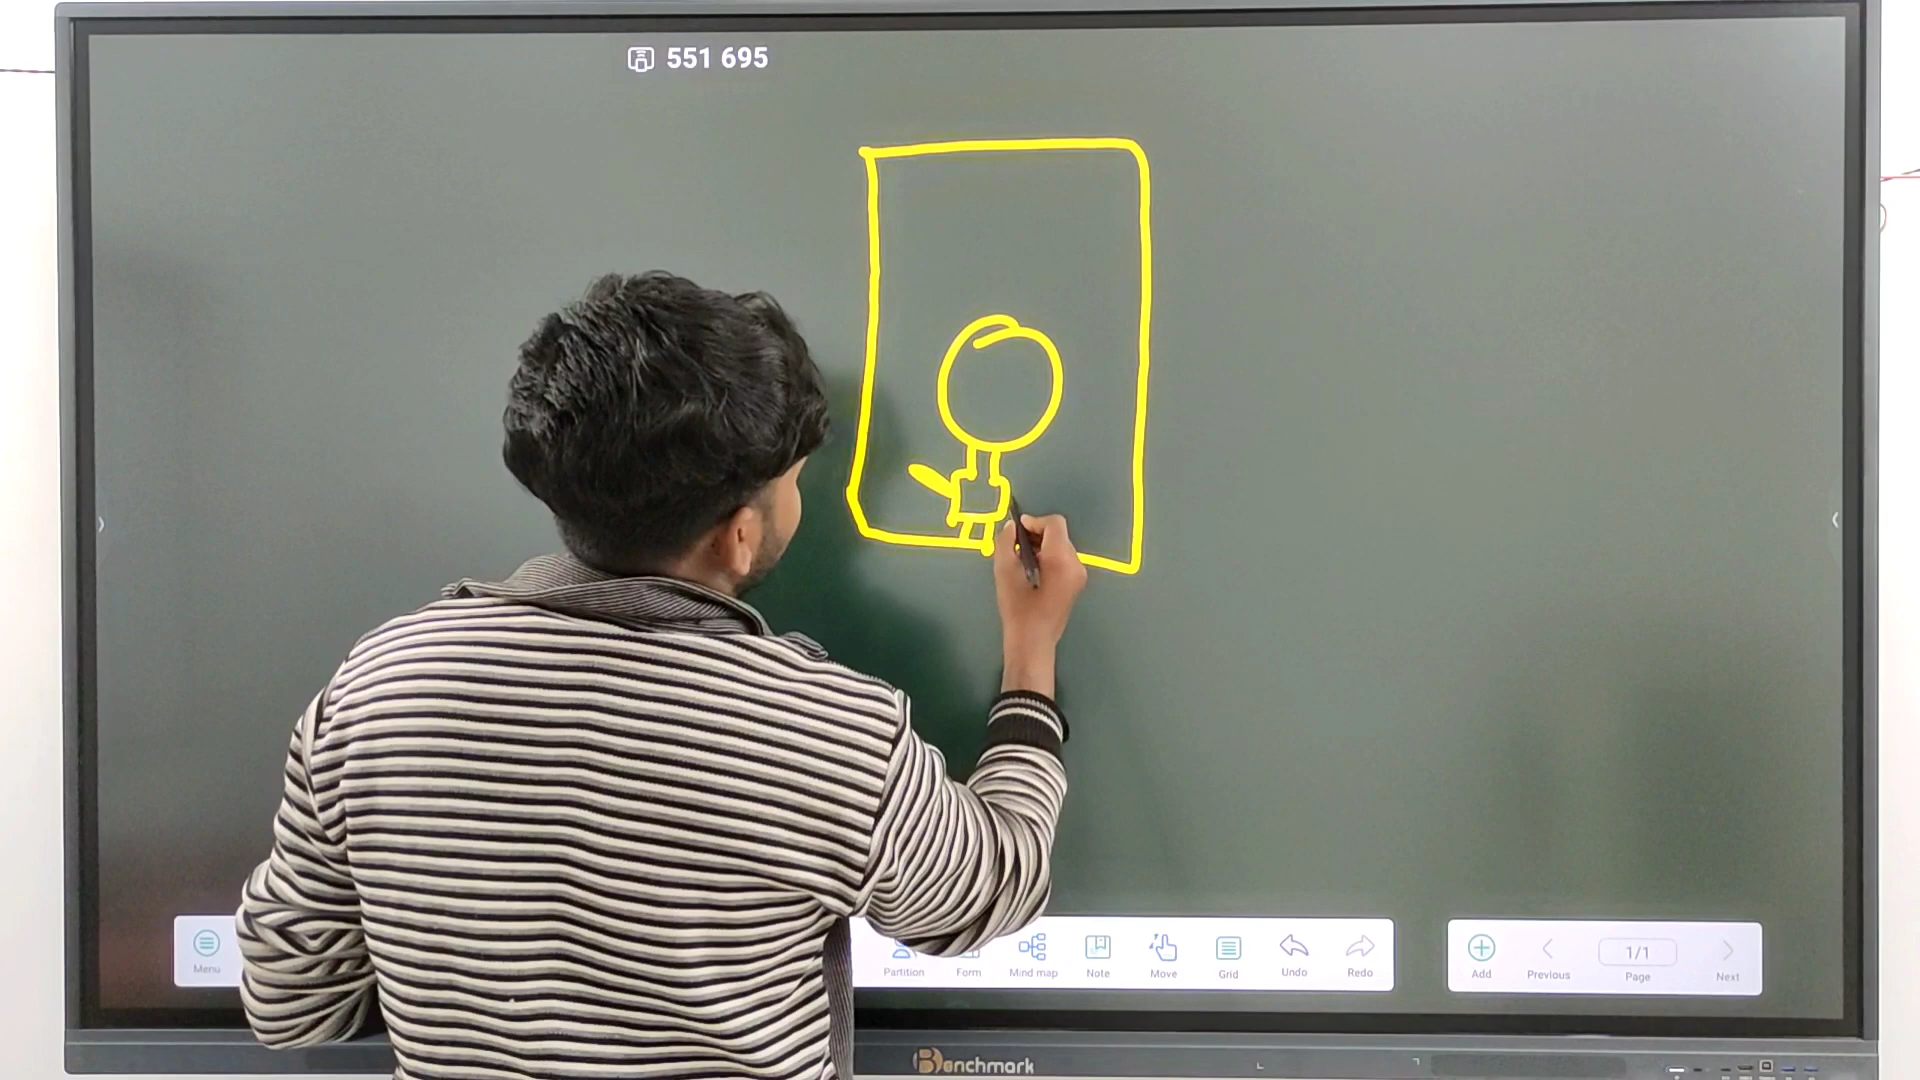 551 695
Menu
Partition Form Mind map Note Move Grid Undo Redo
Add Previous 1/1 Page Next
Benchmark